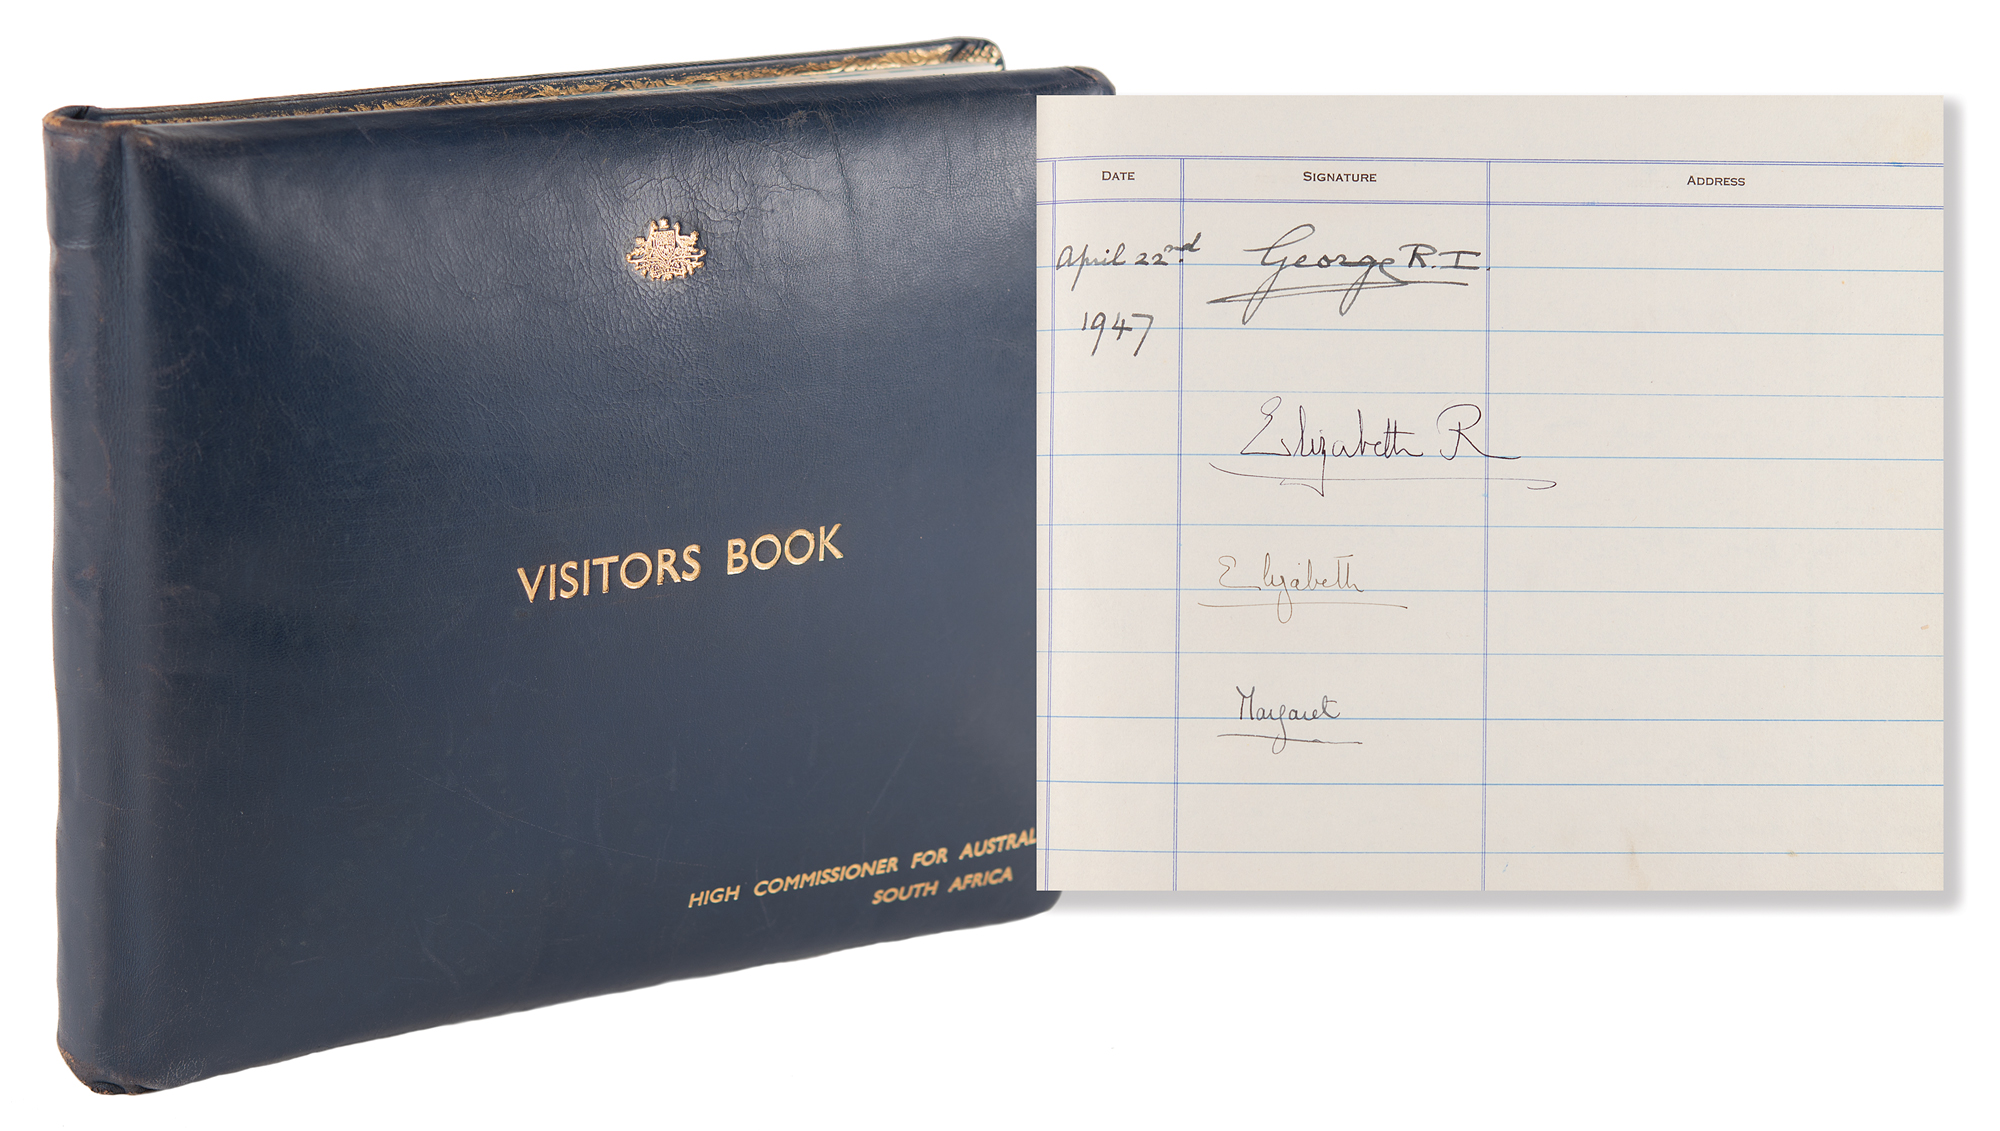 VISITORS BOOK
HIGH COMMISSIONER FOR AUSTRAL
SOUTH AFRICA
DATE SIGNATURE ADDRESS
April 22nd. George R.I.
1947
Elizabeth R
Elizabeth
Margaret